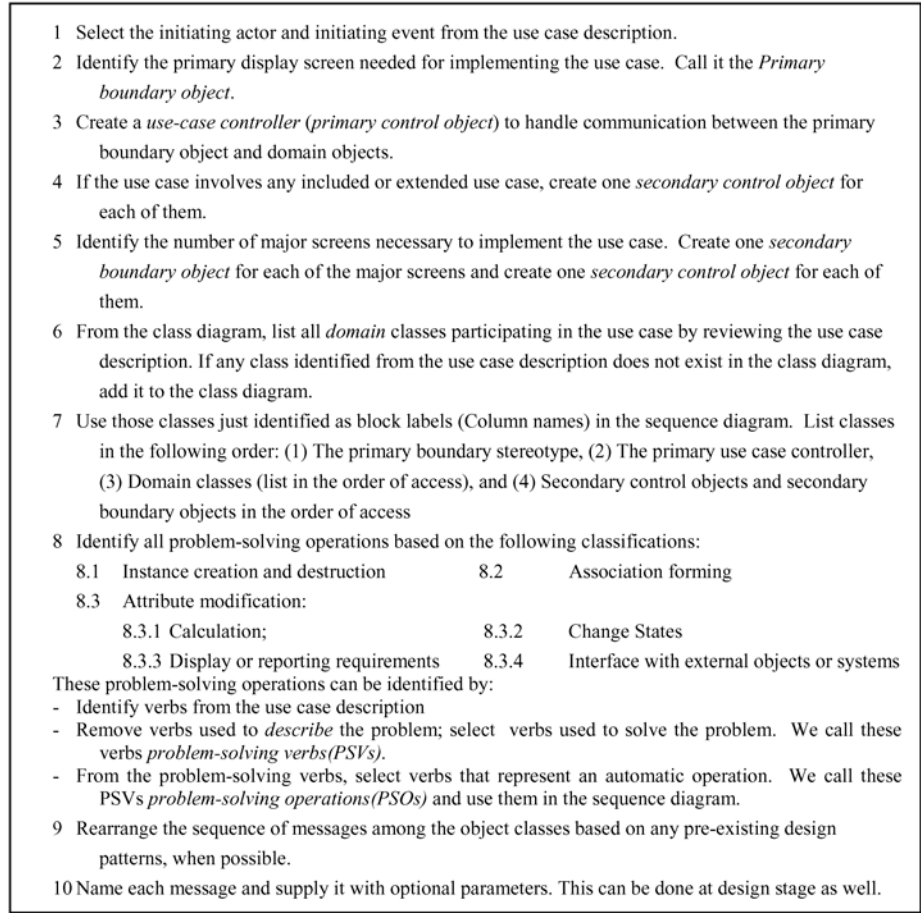 1 Select the initiating actor and initiating event from the use case description.
2 Identify the primary display screen needed for implementing the use case. Call it the Primary
boundary object.
3 Create a use-case controller (primary control object) to handle communication between the primary
boundary object and domain objects.
4 If the use case involves any included or extended use case, create one secondary control object for
each of them.
5 Identify the number of major screens necessary to implement the use case. Create one secondary
boundary object for each of the major screens and create one secondary control object for each of
them.
6 From the class diagram, list all domain classes participating in the use case by reviewing the use case
description. If any class identified from the use case description does not exist in the class diagram,
add it to the class diagram.
7 Use those classes just identified as block labels (Column names) in the sequence diagram. List classes
in the following order: (1) The primary boundary stereotype, (2) The primary use case controller,
(3) Domain classes (list in the order of access), and (4) Secondary control objects and secondary
boundary objects in the order of access
8 Identify all problem-solving operations based on the following classifications:
8.1 Instance creation and destruction 8.2 Association forming
8.3 Attribute modification:
8.3.1 Calculation; 8.3.2 Change States
8.3.3 Display or reporting requirements 8.3.4 Interface with external objects or systems
These problem-solving operations can be identified by:
- Identify verbs from the use case description
- Remove verbs used to describe the problem; select verbs used to solve the problem. We call these
verbs problem-solving verbs(PSVs).
- From the problem-solving verbs, select verbs that represent an automatic operation. We call these
PSVs problem-solving operations(PSOs) and use them in the sequence diagram.
9 Rearrange the sequence of messages among the object classes based on any pre-existing design
patterns, when possible.
10 Name each message and supply it with optional parameters. This can be done at design stage as well.